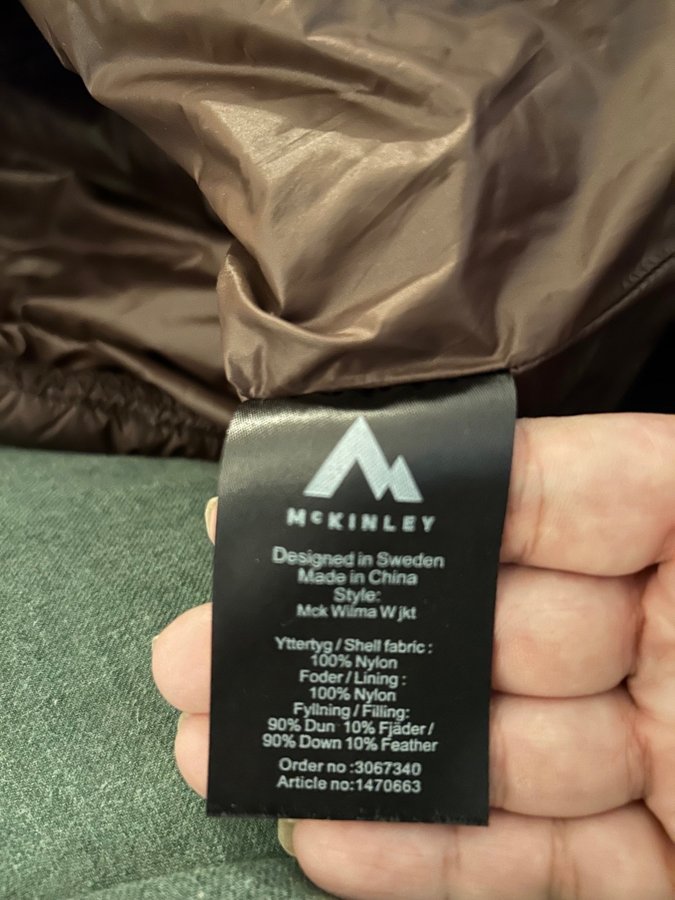 McKINLEY
Designed in Sweden
Made in China
Style:
Mck Wilma W jkt
Yttertyg / Shell fabric :
100% Nylon
Foder / Lining :
100% Nylon
Fyllning / Filling:
90% Dun 10% Fjäder /
90% Down 10% Feather
Order no :3067340
Article no:1470663